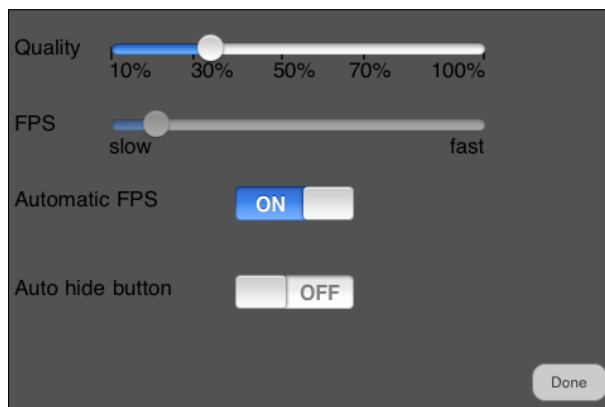 Quality
10% 30% 50% 70% 100%
FPS
slow fast
Automatic FPS ON
Auto hide button OFF
Done